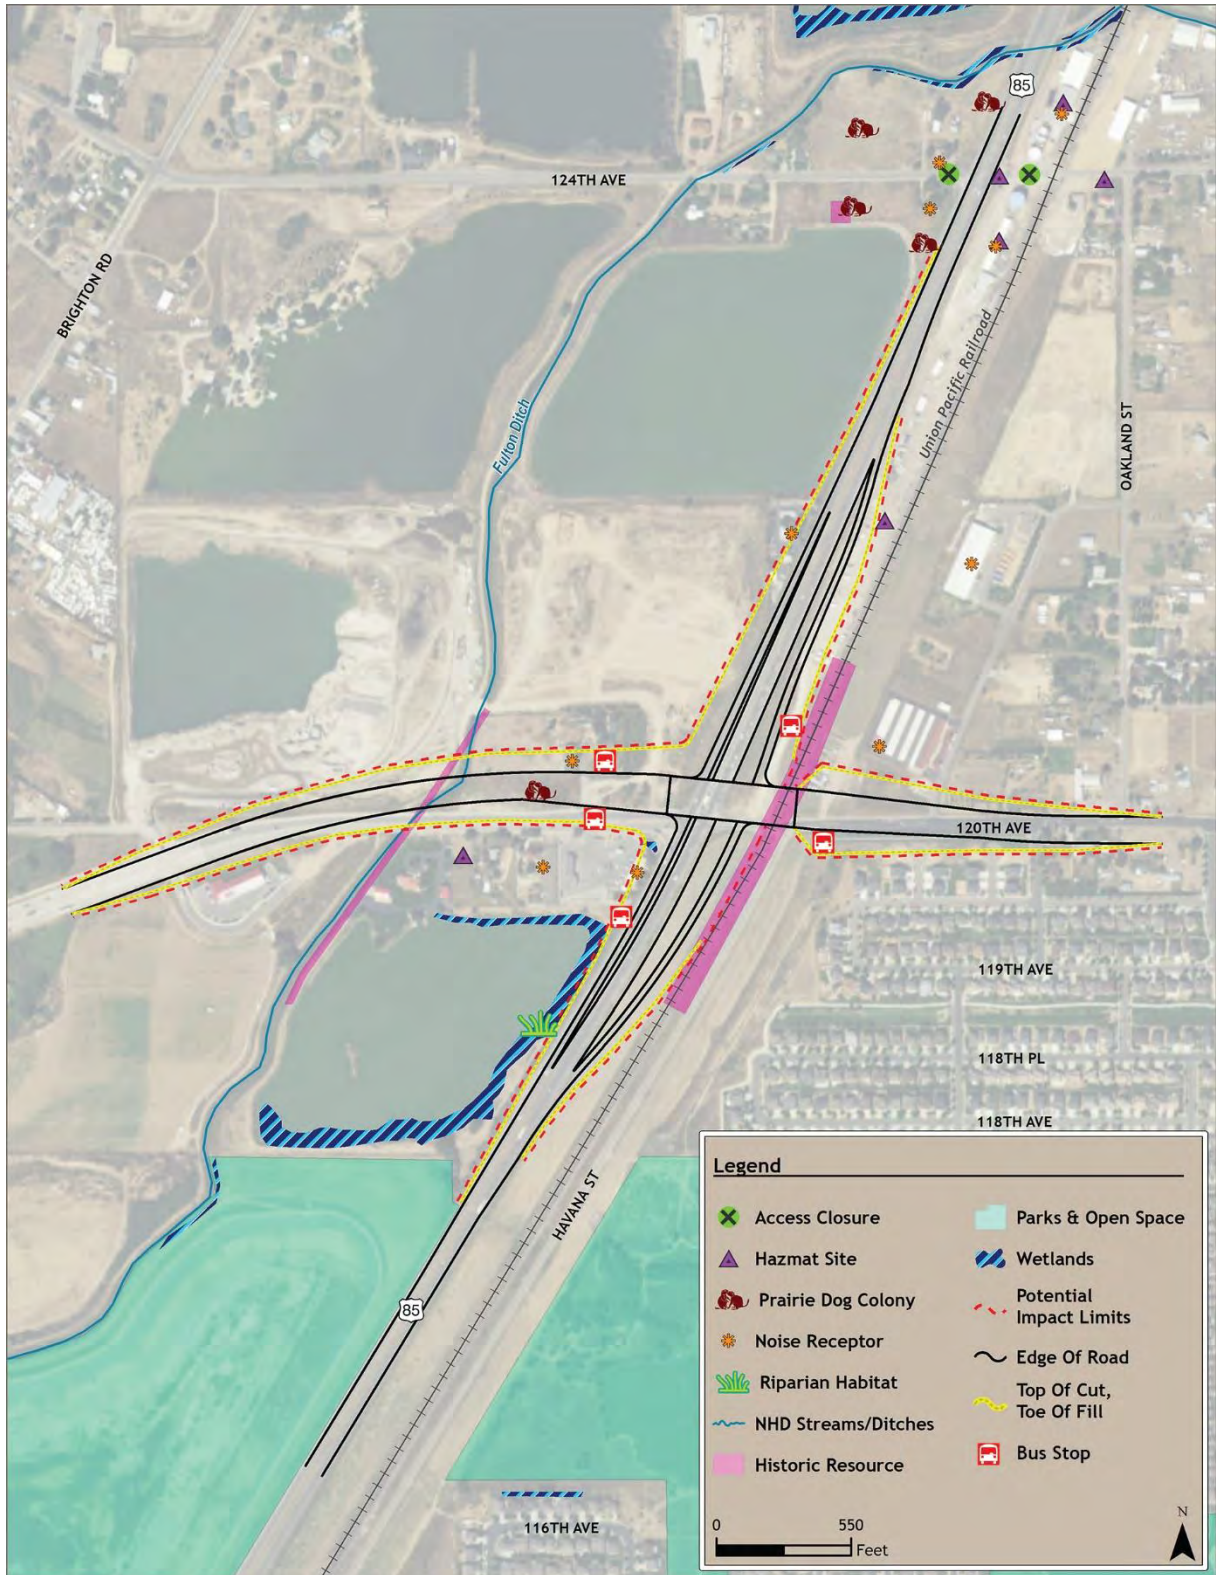 85
124TH AVE
BRIGHTON RD
Union Pacific Railroad
OAKLAND ST
Fulton Ditch
120TH AVE
119TH AVE
118TH PL
118TH AVE
HAVANA ST
85
116TH AVE
Legend
Access Closure
Hazmat Site
Prairie Dog Colony
Noise Receptor
Riparian Habitat
NHD Streams/Ditches
Historic Resource
Parks & Open Space
Wetlands
Potential
Impact Limits
Edge Of Road
Top Of Cut,
Toe Of Fill
Bus Stop
0 550
Feet
N